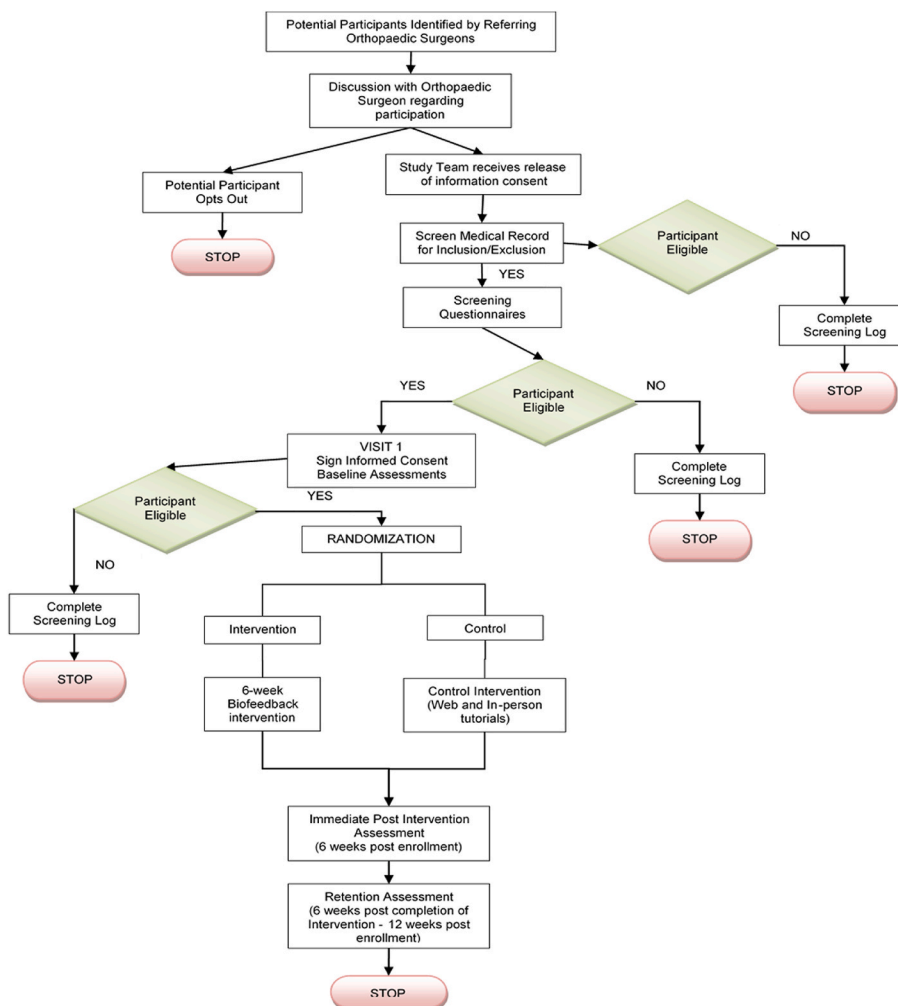 Potential Participants Identified by Referring
Orthopaedic Surgeons
Discussion with Orthopaedic
Surgeon regarding
participation
Potential Participant
Opts Out
STOP
Study Team receives release
of information consent
Screen Medical Record
for Inclusion/Exclusion
Participant
Eligible
NO
Complete
Screening Log
STOP
YES
Screening
Questionnaires
Participant
Eligible
NO
Complete
Screening Log
STOP
YES
VISIT 1
Sign Informed Consent
Baseline Assessments
Participant
Eligible
NO
Complete
Screening Log
STOP
YES
RANDOMIZATION
Intervention
Control
6-week
Biofeedback
intervention
Control Intervention
(Web and In-person
tutorials)
Immediate Post Intervention
Assessment
(6 weeks post enrollment)
Retention Assessment
(6 weeks post completion of
Intervention - 12 weeks post
enrollment)
STOP